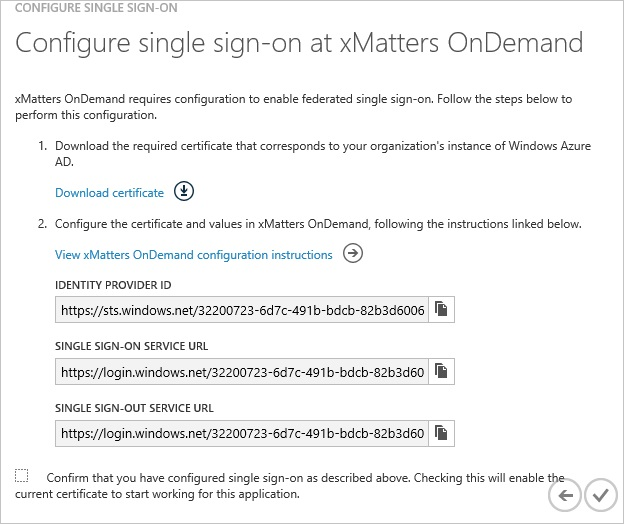 CONFIGURE SINGLE SIGN-ON
Configure single sign-on at xMatters OnDemand
xMatters OnDemand requires configuration to enable federated single sign-on. Follow the steps below to
perform this configuration.
1. Download the required certificate that corresponds to your organization's instance of Windows Azure
AD.
Download certificate
2. Configure the certificate and values in xMatters OnDemand, following the instructions linked below.
View xMatters OnDemand configuration instructions
IDENTITY PROVIDER ID
https://sts.windows.net/32200723-6d7c-491b-bdcb-82b3d6006
SINGLE SIGN-ON SERVICE URL
https://login.windows.net/32200723-6d7c-491b-bdcb-82b3d60
SINGLE SIGN-OUT SERVICE URL
https://login.windows.net/32200723-6d7c-491b-bdcb-82b3d60
Confirm that you have configured single sign-on as described above. Checking this will enable the
current certificate to start working for this application.